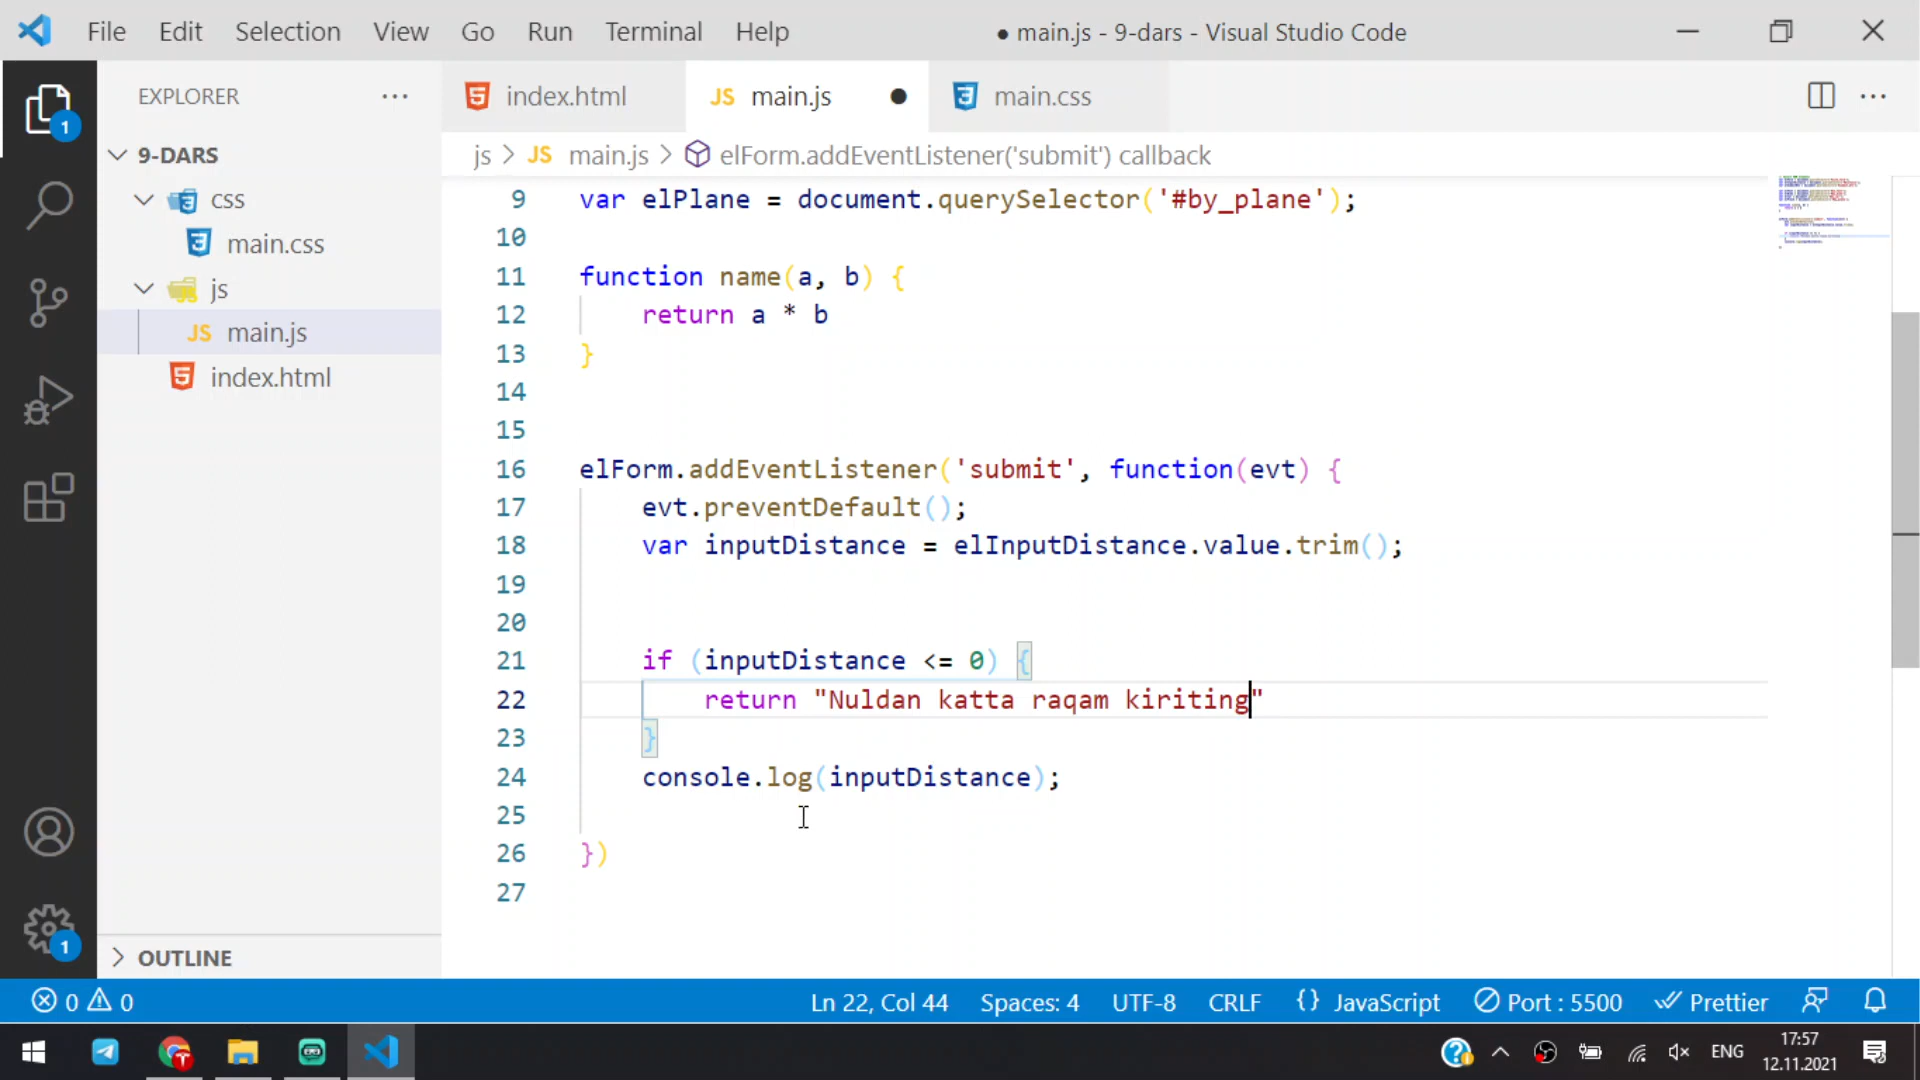 File Edit Selection View Go Run Terminal Help ● main.js - 9-dars - Visual Studio Code
EXPLORER
index.html
JS main.js
main.css
js > JS main.js > elForm.addEventListener('submit') callback
1
9-DARS
css
main.css
js
JS main.js
index.html
OUTLINE
1
9 var elPlane = document.querySelector('#by_plane');
10
11 function name(a, b) {
12 return a * b
13 }
14
15
16 elForm.addEventListener('submit', function(evt) {
17 evt.preventDefault();
18 var inputDistance = elInputDistance.value.trim();
19
20
21 if (inputDistance <= 0) {
22 return "Nuldan katta raqam kiriting"
23 }
24 console.log(inputDistance);
25
26 })
27
0 0 Ln 22, Col 44 Spaces: 4 UTF-8 CRLF {} JavaScript Port : 5500 Prettier
ENG
17:57
12.11.2021